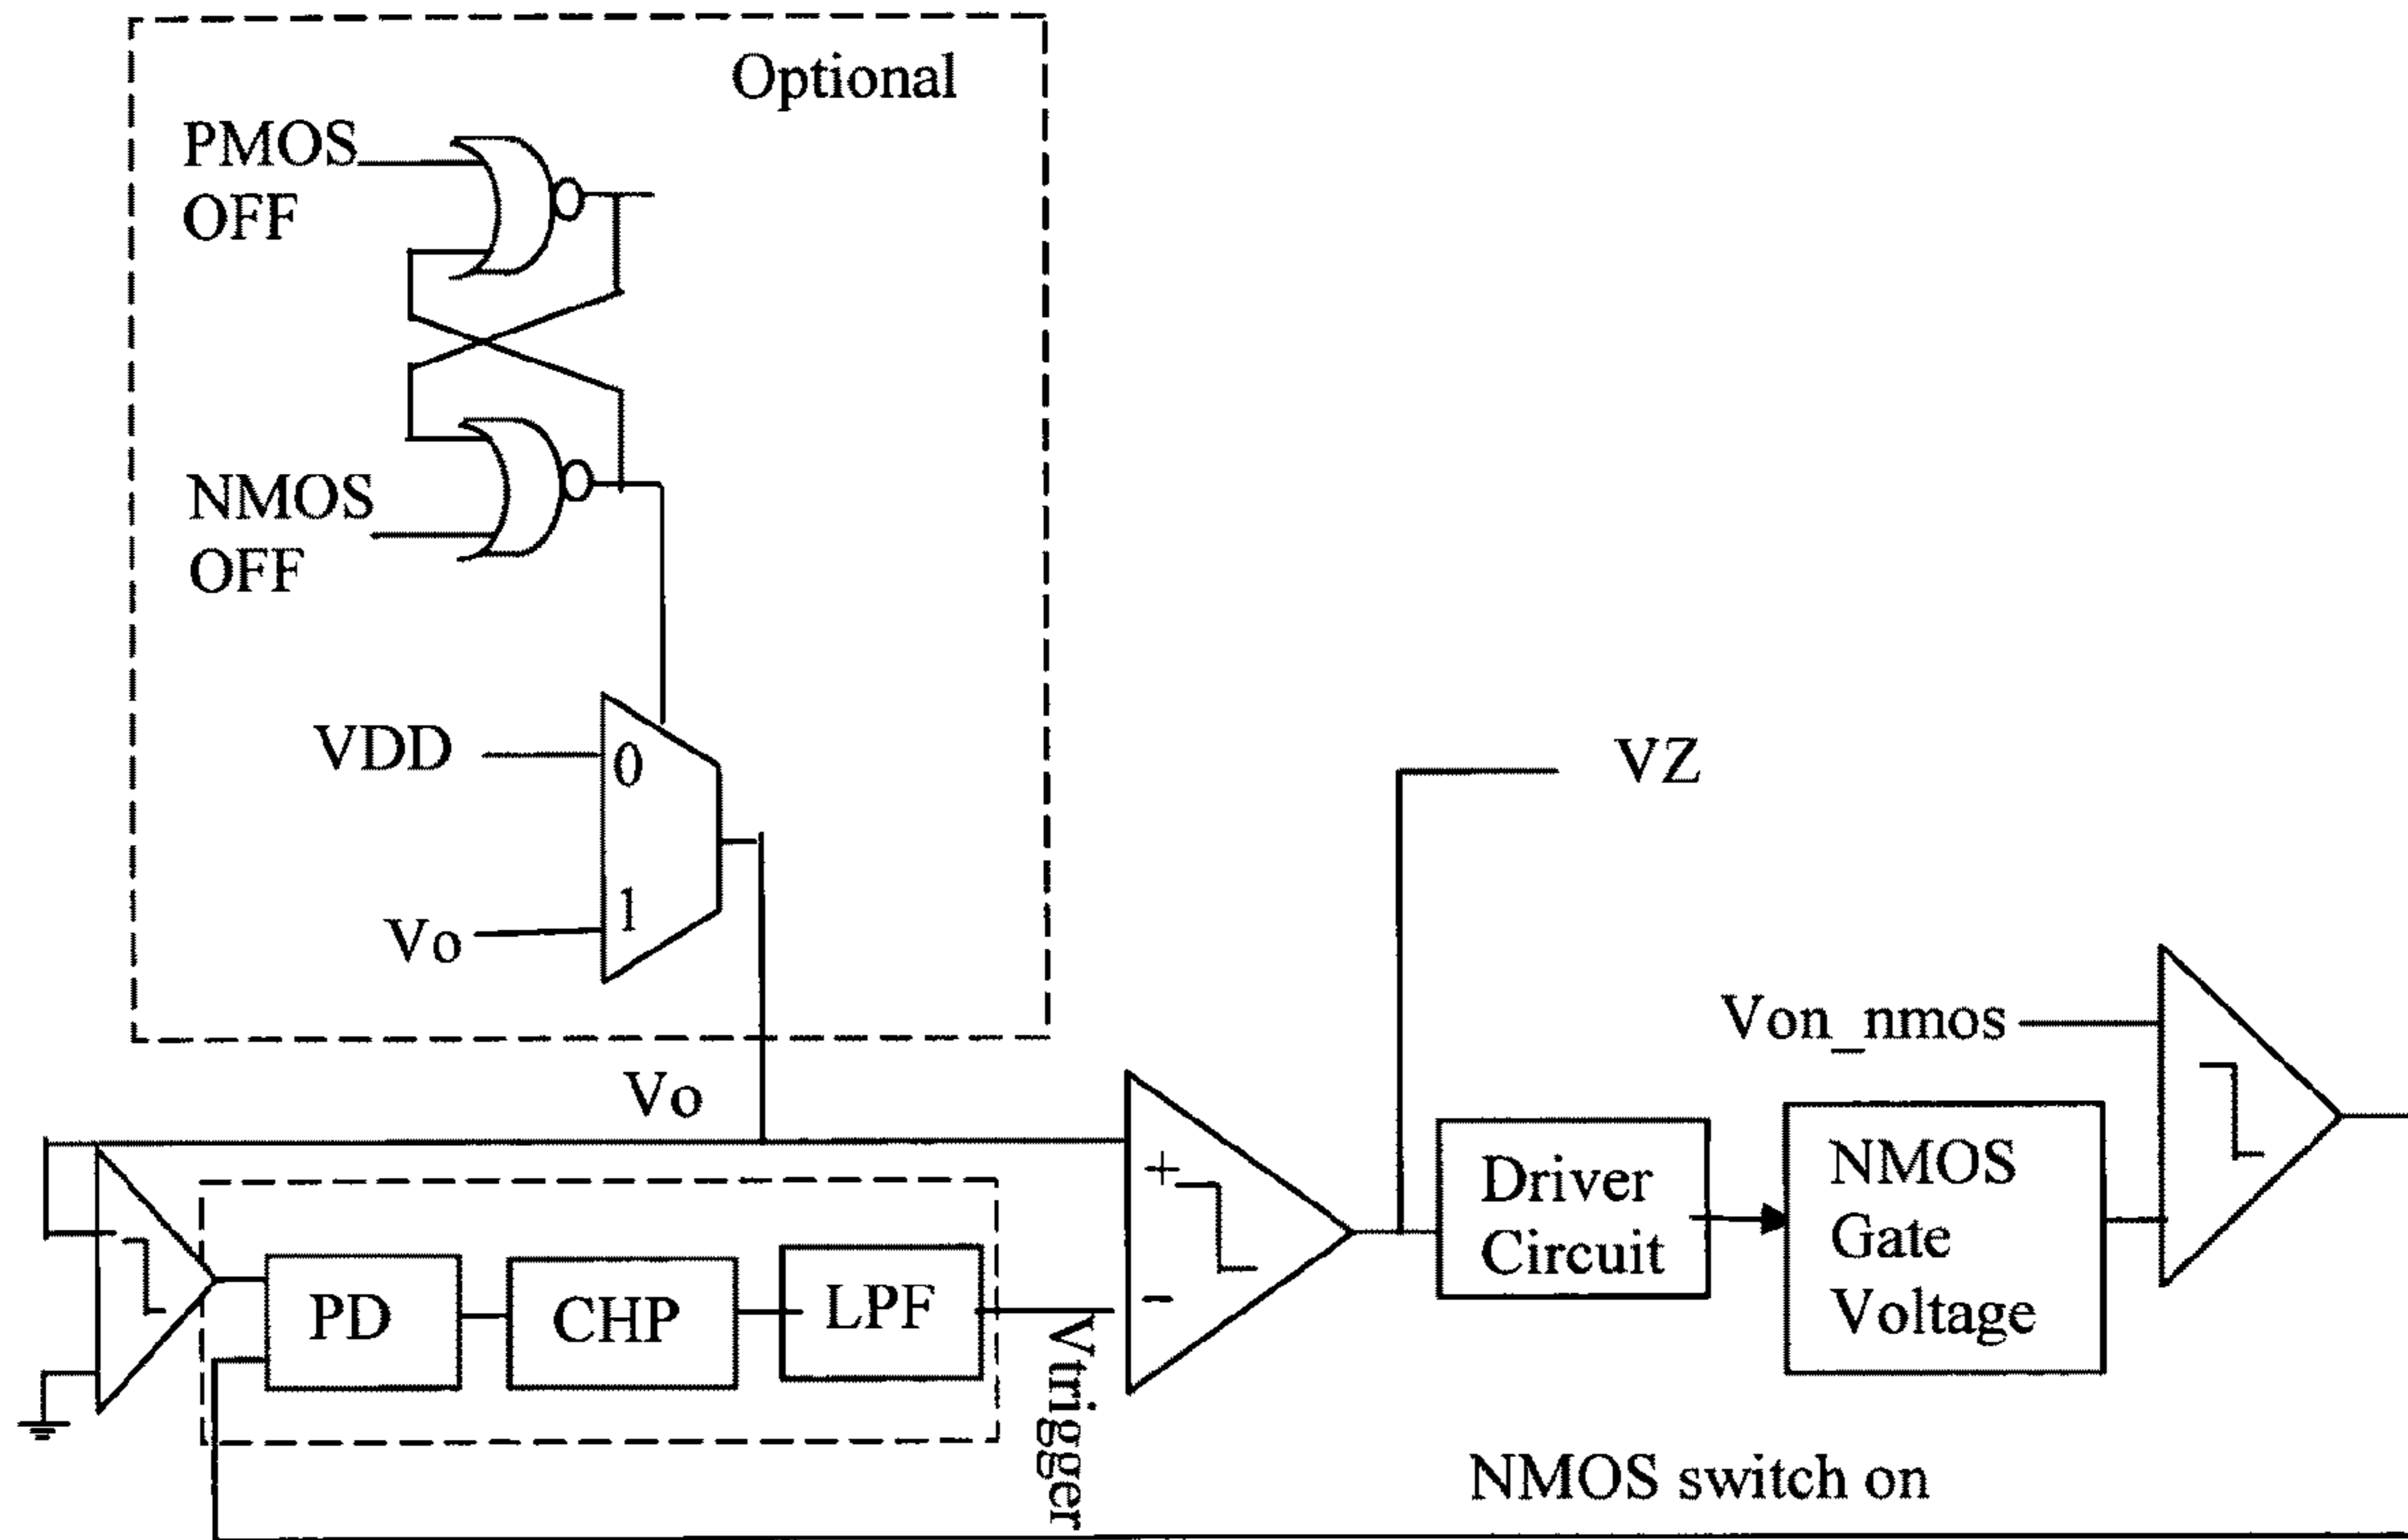 Optional
PMOS
OFF
NMOS
OFF
VDD
0
1
Vo
VZ
Von_nmos
Vo
+
-
Driver
Circuit
NMOS
Gate
Voltage
PD
CHP
LPF
Vtrigger
NMOS switch on